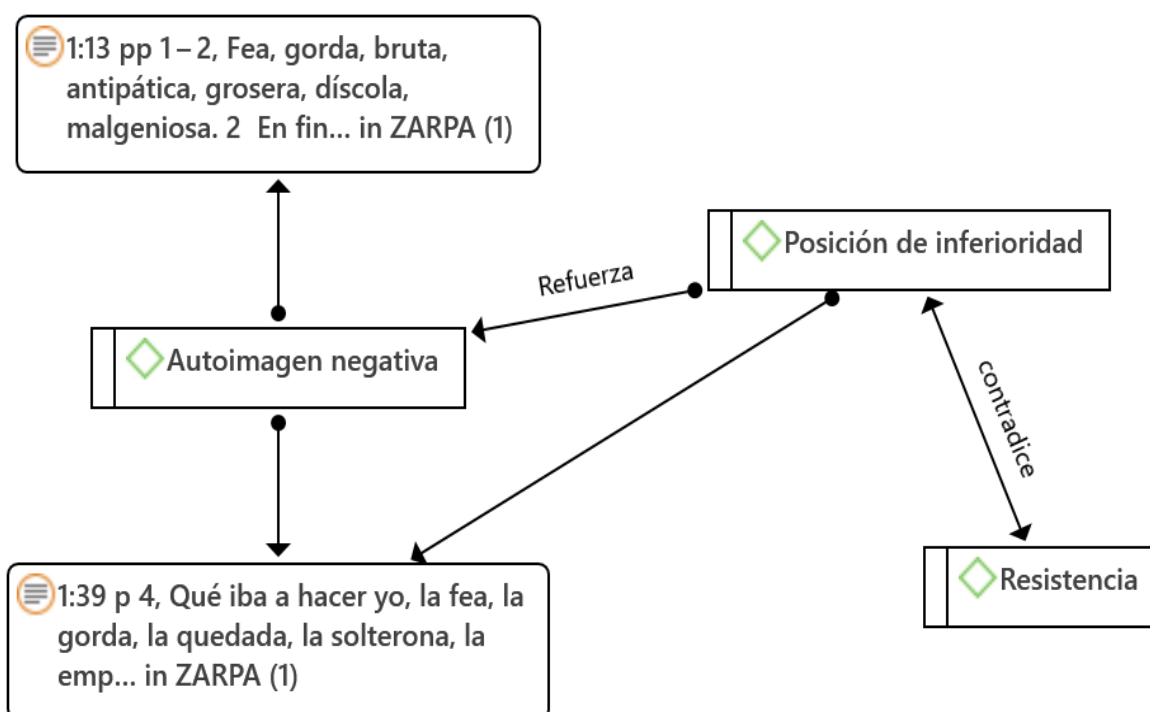 1:13 pp 1 – 2, Fea, gorda, bruta,
antipática, grosera, díscola,
malgeniosa. 2  En fin... in ZARPA (1)
Posición de inferioridad
Refuerza
Autoimagen negativa
contradice
Resistencia
1:39 p 4, Qué iba a hacer yo, la fea, la
gorda, la quedada, la solterona, la
emp... in ZARPA (1)